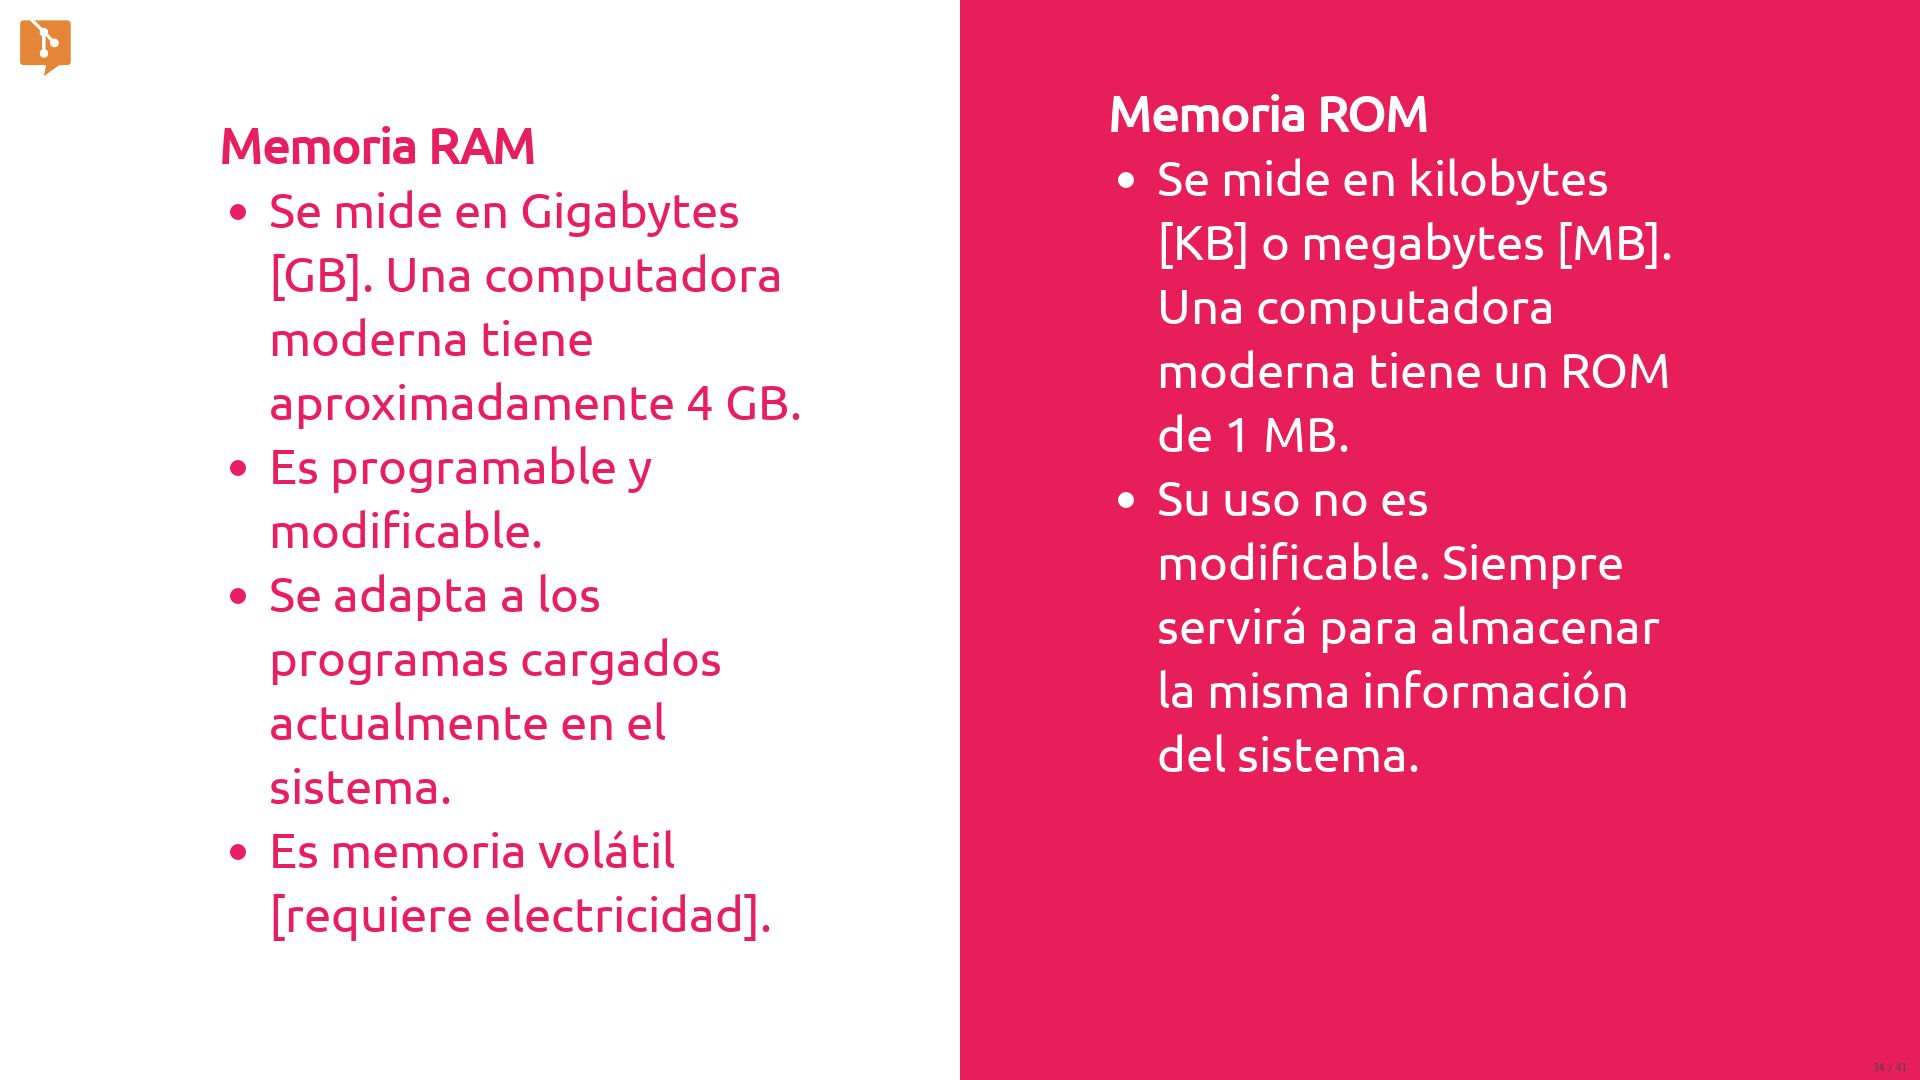 Memoria RAM
Se mide en Gigabytes
[GB]. Una computadora
moderna tiene
aproximadamente 4 GB.
Es programable y
modificable.
Se adapta a los
programas cargados
actualmente en el
sistema.
Es memoria volátil
[requiere electricidad].
Memoria ROM
Se mide en kilobytes
[KB] o megabytes [MB].
Una computadora
moderna tiene un ROM
de 1 MB.
Su uso no es
modificable. Siempre
servirá para almacenar
la misma información
del sistema.
34 / 41